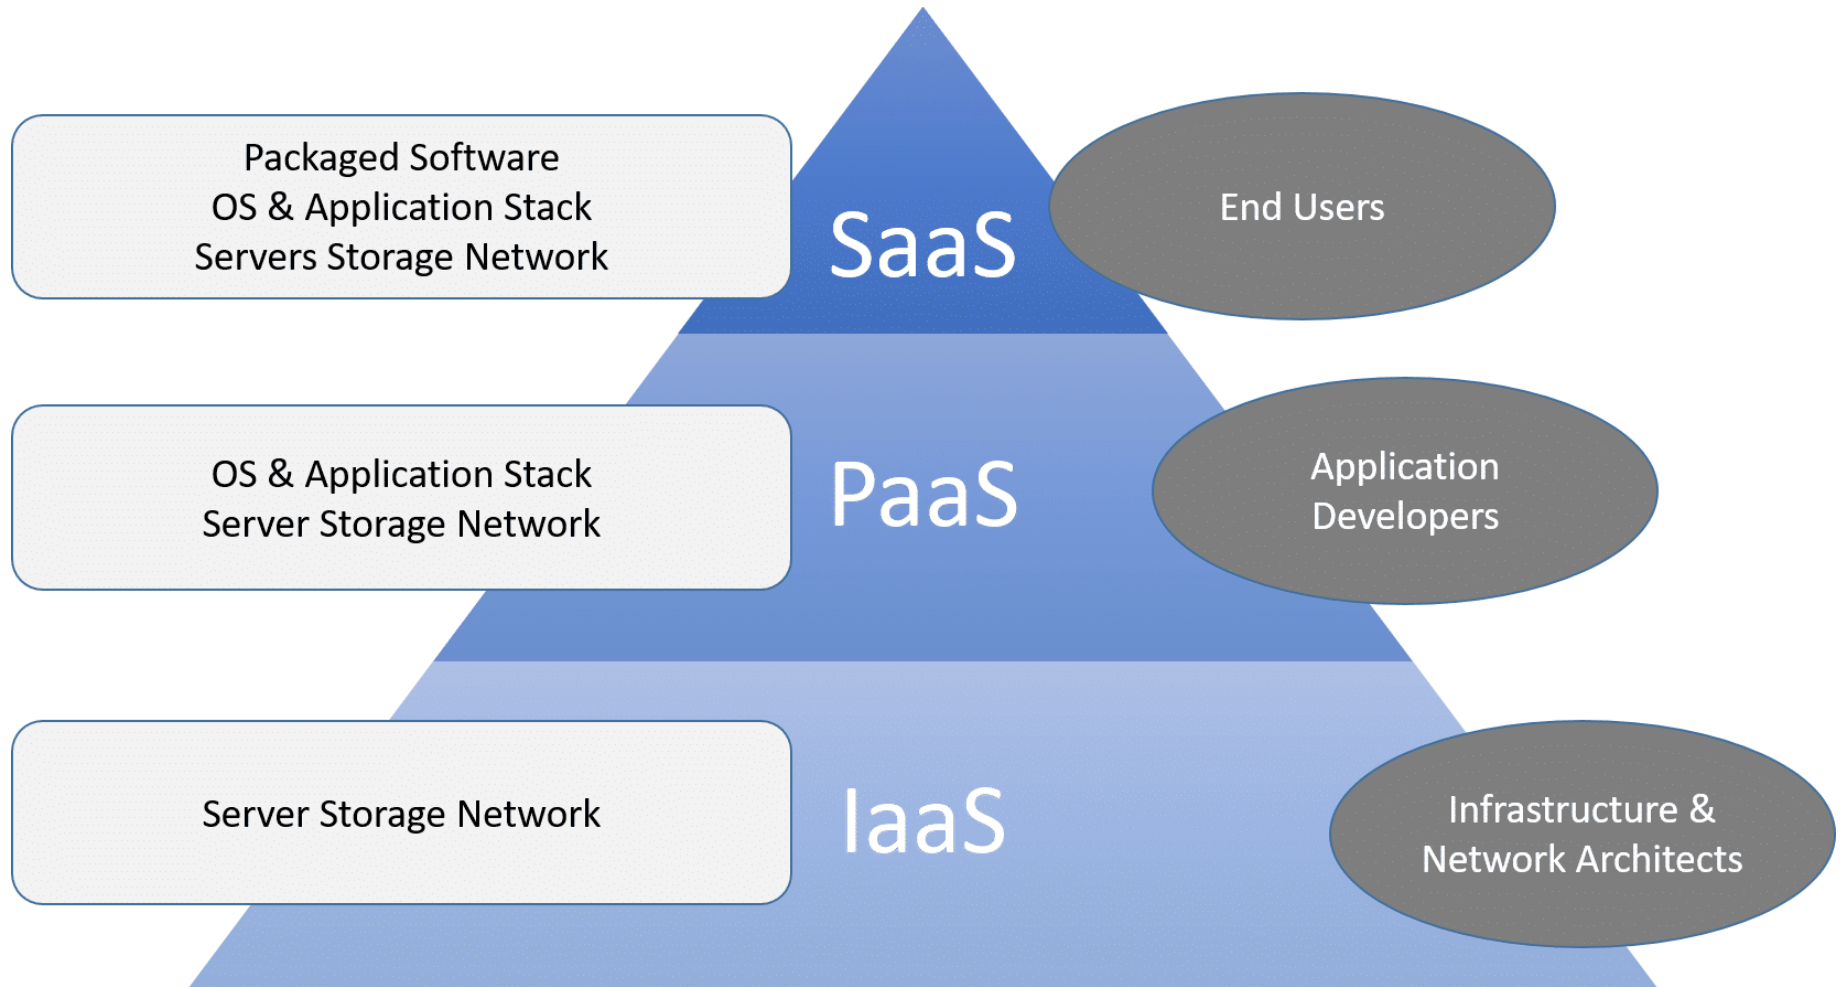 Packaged Software
OS & Application Stack
Servers Storage Network
SaaS
End Users
OS & Application Stack
Server Storage Network
PaaS
Application
Developers
Server Storage Network
IaaS
Infrastructure &
Network Architects